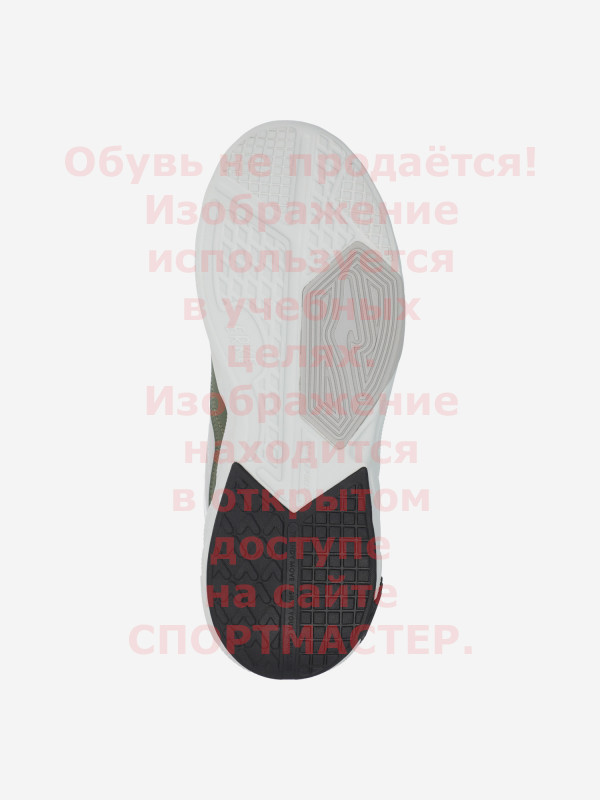 Обувь не продаётся!
Изображение
используется
в учебных
целях.
Изображение
находится
в открытом
доступе
на сайте
СПОРТМАСТЕР.